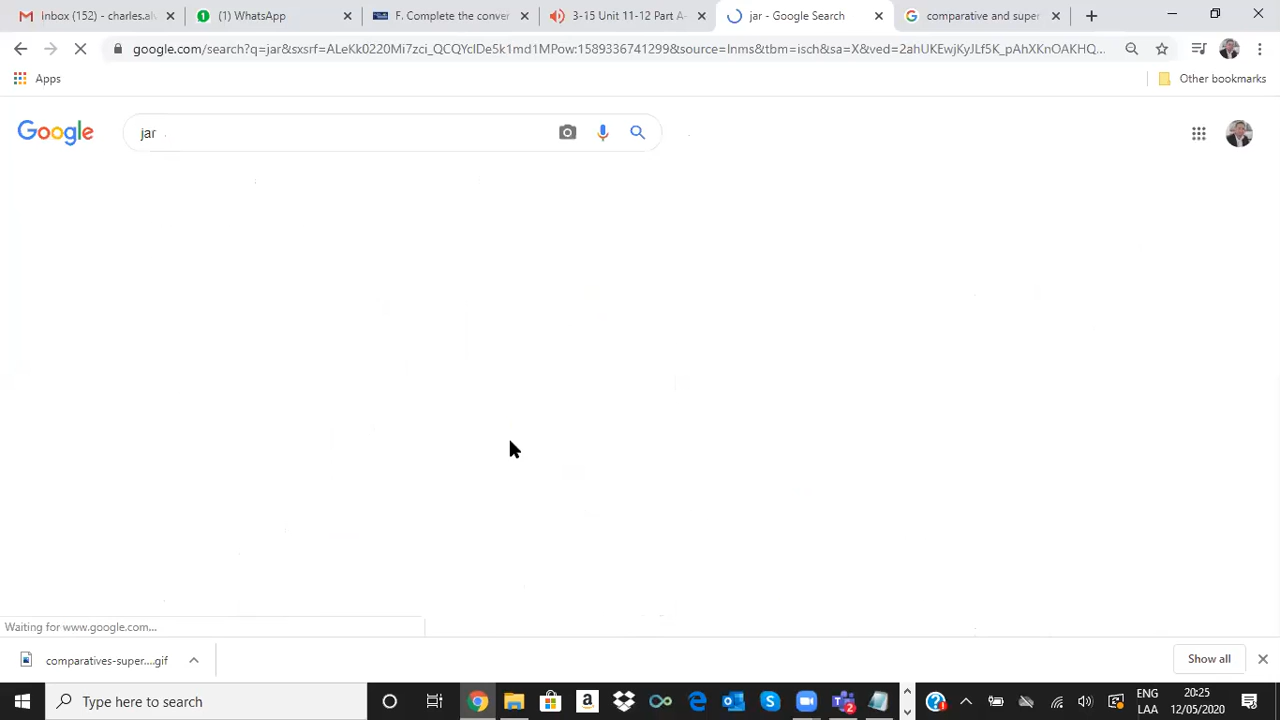 Inbox (152) - charles.al
(1) WhatsApp
F. Complete the conver
3-15 Unit 11-12 Part A-
jar - Google Search
comparative and super
google.com/search?q=jar&sxsrf=ALeKk0220Mi7zci_QCQYcIDe5k1md1MPow:1589336741299&source=lnms&tbm=isch&sa=X&ved=2ahUKEwjKyJLf5K_pAhXKnOAKHQ...
Apps
Other bookmarks
Google
jar
Waiting for www.google.com...
comparatives-super....gif
Show all
Type here to search
ENG
LAA
20:25
12/05/2020